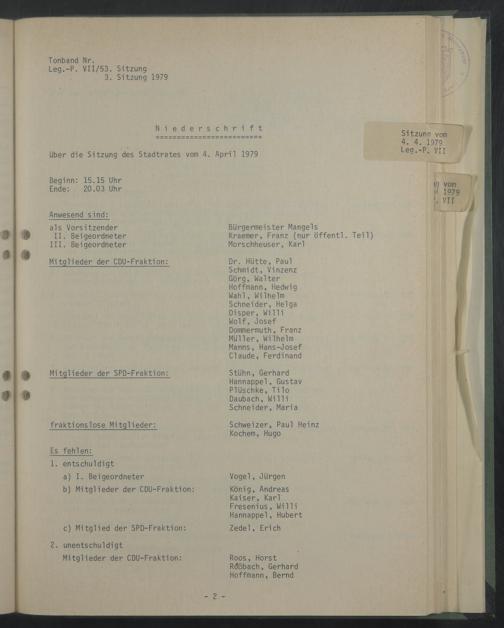 Tonband Nr.
Leg.-P. VII/53. Sitzung
3. Sitzung 1979
N i e d e r s c h r i f t
=========================
über die Sitzung des Stadtrates vom 4. April 1979
Beginn: 15.15 Uhr
Ende: 20.03 Uhr
Anwesend sind:
als Vorsitzender Bürgermeister Mangels
II. Beigeordneter Kraemer, Franz (nur öffentl. Teil)
III. Beigeordneter Morschheuser, Karl
Mitglieder der CDU-Fraktion: Dr. Hütte, Paul
Schmidt, Vinzenz
Görg, Walter
Hoffmann, Hedwig
Wahl, Wilhelm
Schneider, Helga
Disper, Willi
Wolf, Josef
Dommermuth, Franz
Müller, Wilhelm
Manns, Hans-Josef
Claude, Ferdinand
Mitglieder der SPD-Fraktion: Stühn, Gerhard
Hannappel, Gustav
Plüschke, Tilo
Daubach, Willi
Schneider, Maria
fraktionslose Mitglieder: Schweizer, Paul Heinz
Kochem, Hugo
Es fehlen:
1. entschuldigt
a) I. Beigeordneter Vogel, Jürgen
b) Mitglieder der CDU-Fraktion: König, Andreas
Kaiser, Karl
Fresenius, Willi
Hannappel, Hubert
c) Mitglied der SPD-Fraktion: Zedel, Erich
2. unentschuldigt
Mitglieder der CDU-Fraktion: Roos, Horst
Roßbach, Gerhard
Hoffmann, Bernd
- 2 -
Sitzung vom
4. 4. 1979
Leg.-P. VII
vom
1979
. VII